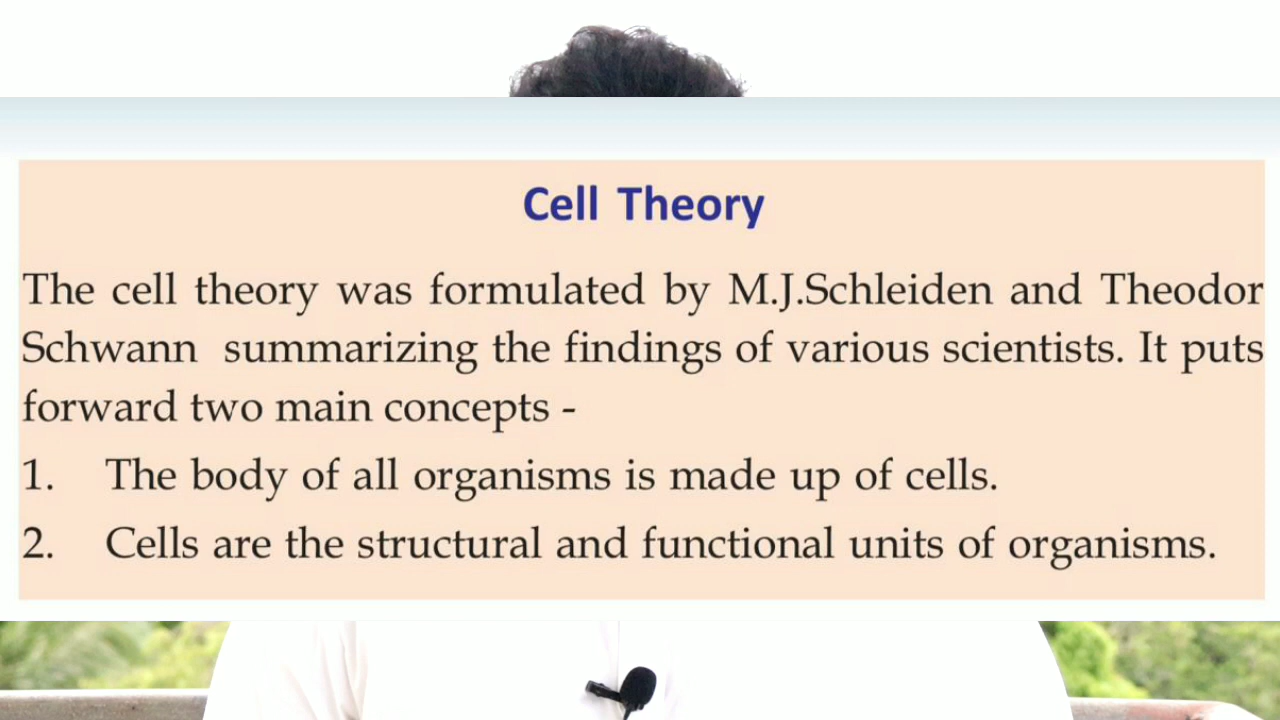 Cell Theory
The cell theory was formulated by M.J.Schleiden and Theodor
Schwann summarizing the findings of various scientists. It puts
forward two main concepts -
1. The body of all organisms is made up of cells.
2. Cells are the structural and functional units of organisms.